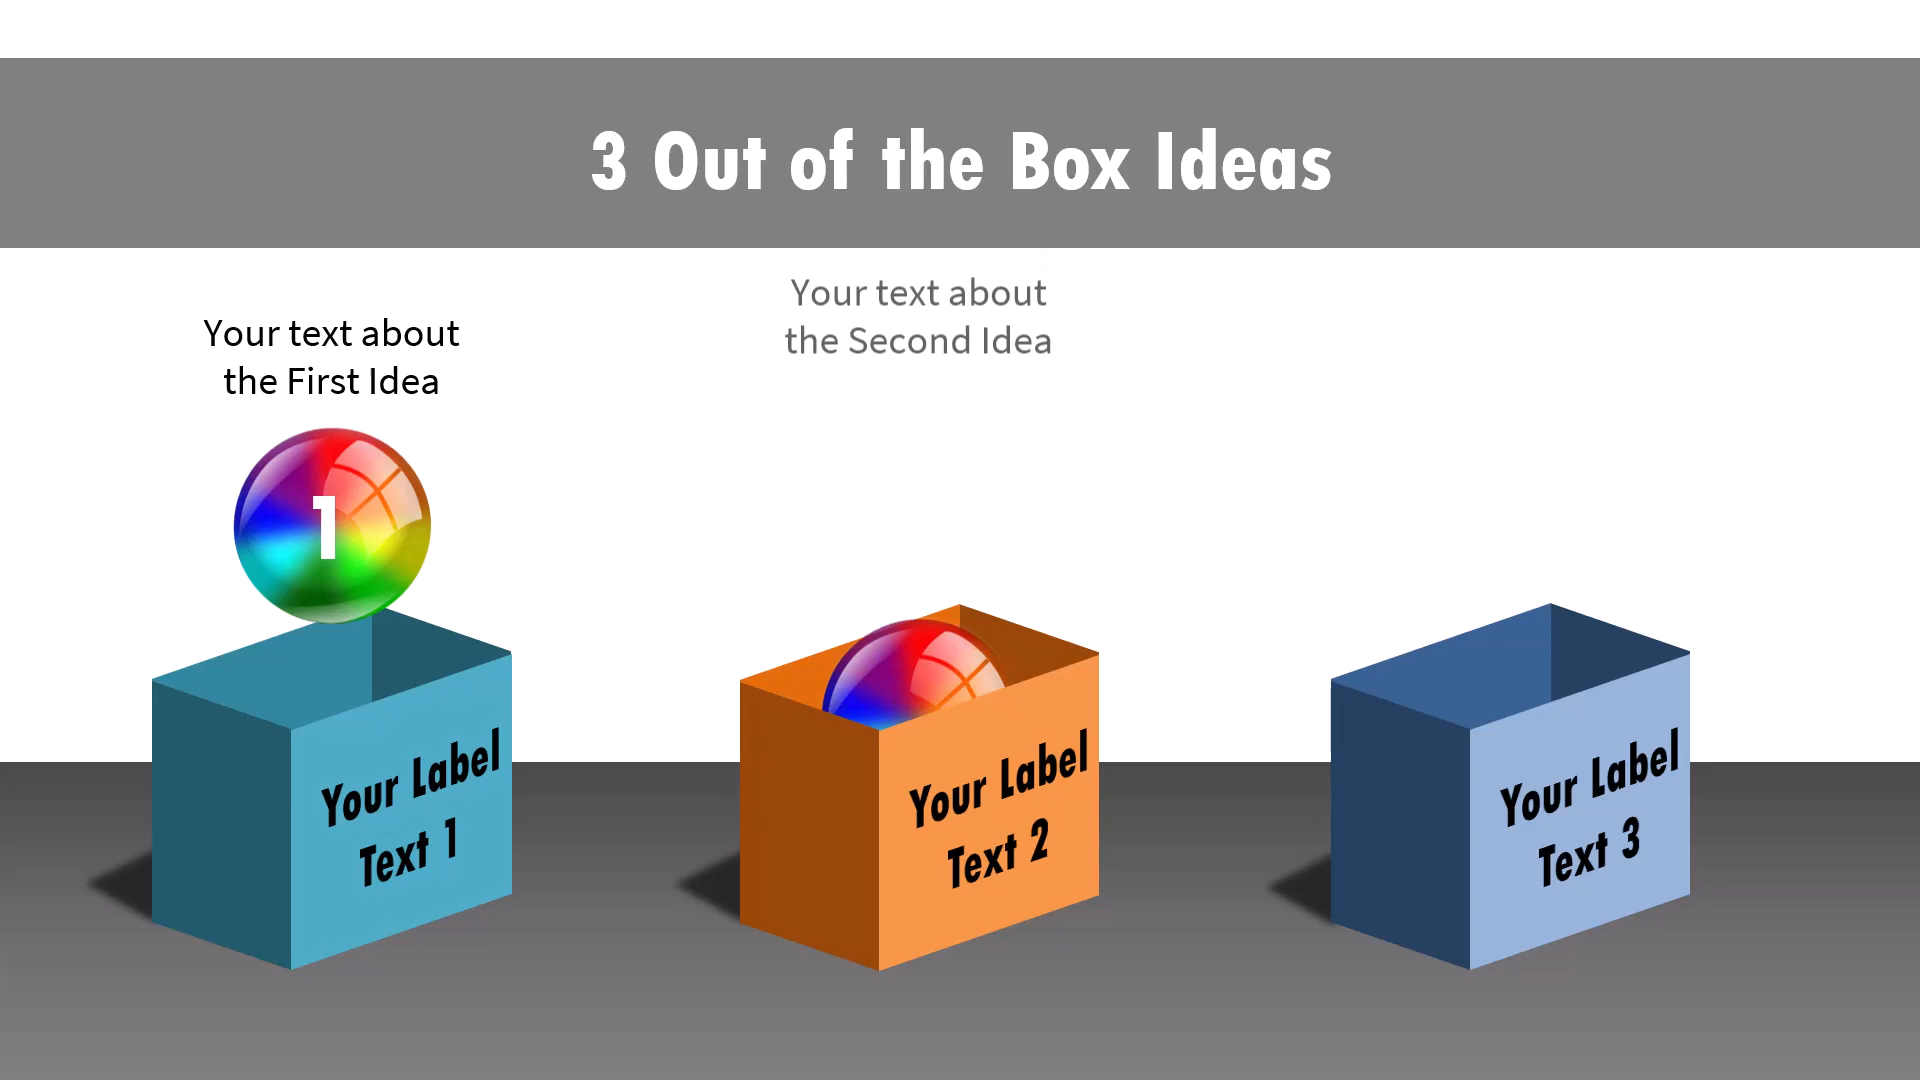 3 Out of the Box Ideas
Your text about
the First Idea
Your text about
the Second Idea
1
Your Label
Text 1
Your Label
Text 2
Your Label
Text 3